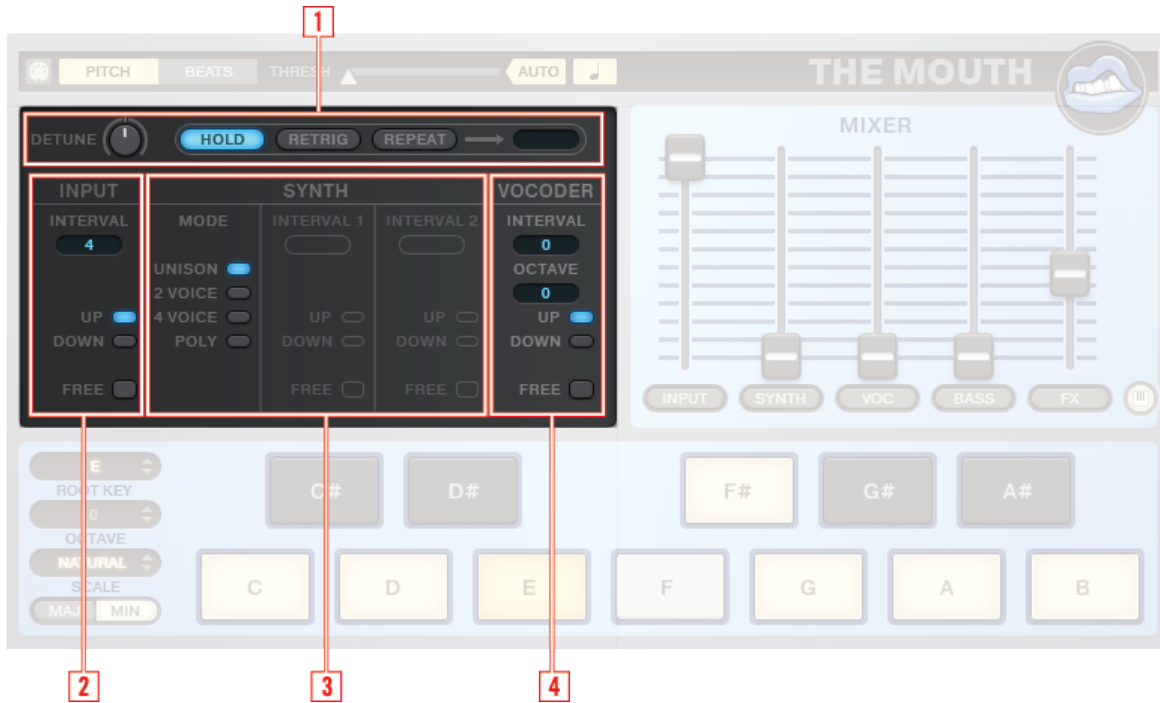 1
PITCH BEATS THRESH AUTO THE MOUTH
DETUNE HOLD RETRIG REPEAT
MIXER
INPUT SYNTH VOCODER
INTERVAL MODE INTERVAL 1 INTERVAL 2 INTERVAL
4 0
UNISON OCTAVE
2 VOICE 0
UP 4 VOICE UP UP UP
DOWN POLY DOWN DOWN DOWN
FREE FREE FREE FREE
INPUT SYNTH VOC BASS FX
E
ROOT KEY
0
OCTAVE
NATURAL
SCALE
MAJ MIN
C# D# F# G# A#
C D E F G A B
2 3 4